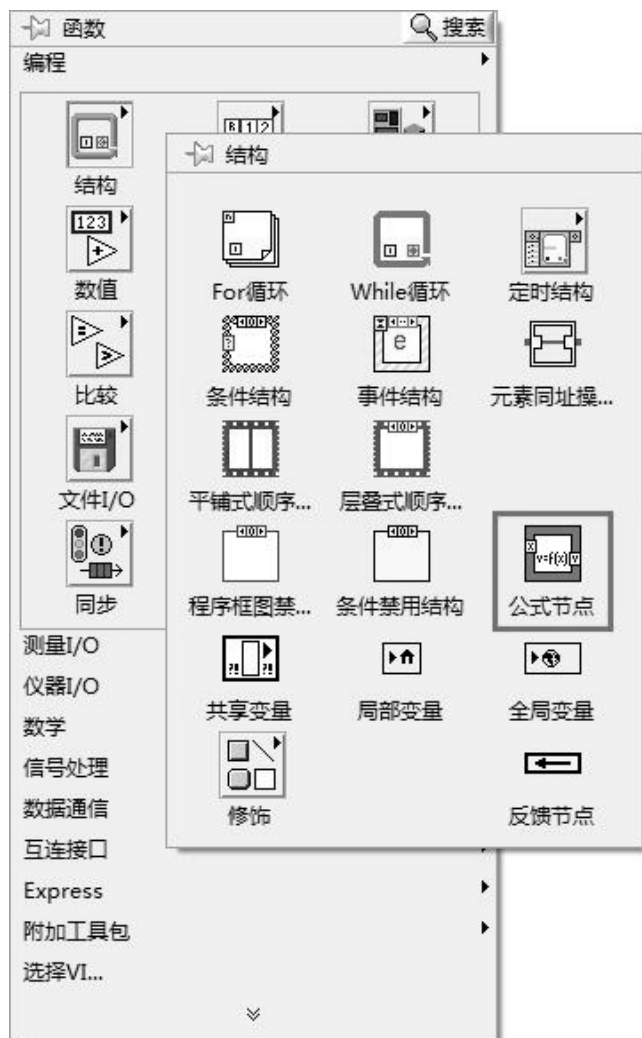 函数 搜索
编程
结构
数值
比较
文件I/O
同步
测量I/O
仪器I/O
数学
信号处理
数据通信
互连接口
Express
附加工具包
选择VI...
结构
For循环 While循环 定时结构
条件结构 事件结构 元素同址操...
平铺式顺序... 层叠式顺序...
程序框图禁... 条件禁用结构 公式节点
共享变量 局部变量 全局变量
修饰 反馈节点